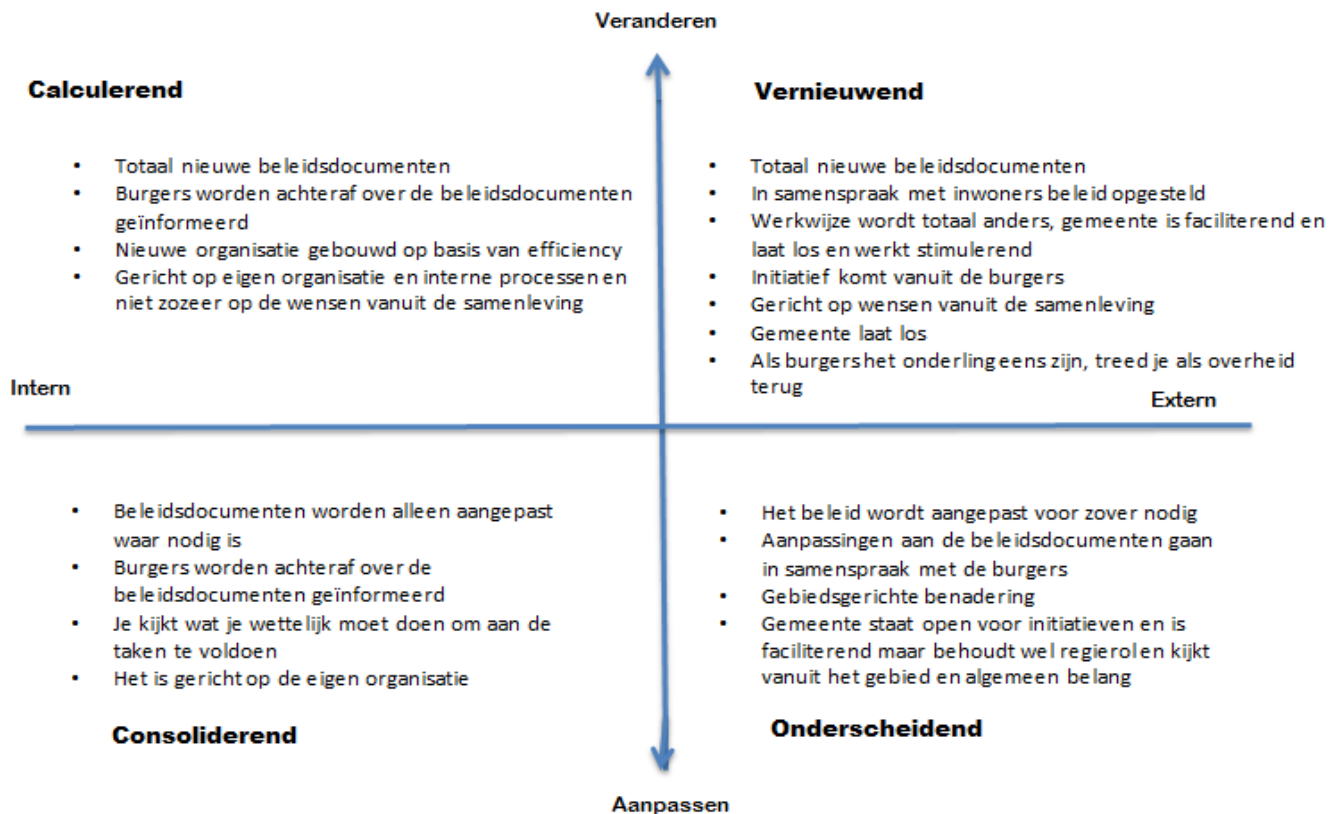 Veranderen
Calculerend
• Totaal nieuwe beleidsdocumenten
• Burgers worden achteraf over de beleidsdocumenten
geïnformeerd
• Nieuwe organisatie gebouwd op basis van efficiency
• Gericht op eigen organisatie en interne processen en
niet zozeer op de wensen vanuit de samenleving
Vernieuwend
• Totaal nieuwe beleidsdocumenten
• In samenspraak met inwoners beleid opgesteld
• Werkwijze wordt totaal anders, gemeente is faciliterend en
laat los en werkt stimulerend
• Initiatief komt vanuit de burgers
• Gericht op wensen vanuit de samenleving
• Gemeente laat los
• Als burgers het onderling eens zijn, treed je als overheid
terug
Intern
Extern
• Beleidsdocumenten worden alleen aangepast
waar nodig is
• Burgers worden achteraf over de
beleidsdocumenten geïnformeerd
• Je kijkt wat je wettelijk moet doen om aan de
taken te voldoen
• Het is gericht op de eigen organisatie
Consoliderend
• Het beleid wordt aangepast voor zover nodig
• Aanpassingen aan de beleidsdocumenten gaan
in samenspraak met de burgers
• Gebiedsgerichte benadering
• Gemeente staat open voor initiatieven en is
faciliterend maar behoudt wel regierol en kijkt
vanuit het gebied en algemeen belang
Onderscheidend
Aanpassen